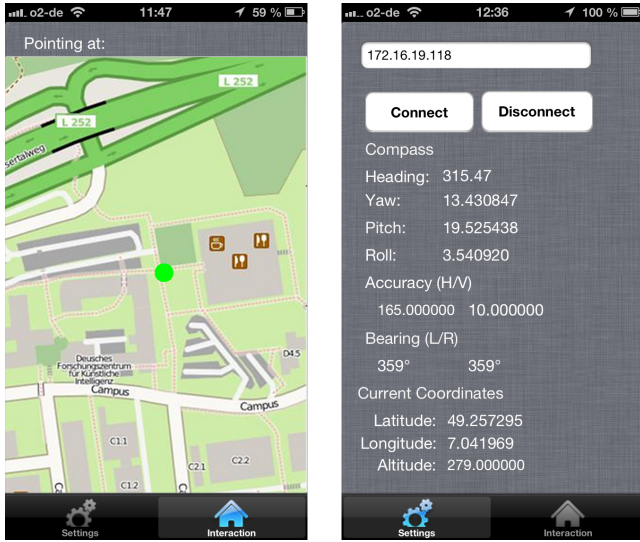 o2-de 11:47 59 %
Pointing at:
L 252
L 252
sertalweg
D4.5
Deutsches
Forschungszentrum
für Künstliche
Intelligenz
Campus
Campus
C1.1
C2.1
C2.2
C1.2
Settings
Interaction
o2-de 12:36 100 %
172.16.19.118
Connect
Disconnect
Compass
Heading: 315.47
Yaw: 13.430847
Pitch: 19.525438
Roll: 3.540920
Accuracy (H/V)
165.000000 10.000000
Bearing (L/R)
359° 359°
Current Coordinates
Latitude: 49.257295
Longitude: 7.041969
Altitude: 279.000000
Settings
Interaction